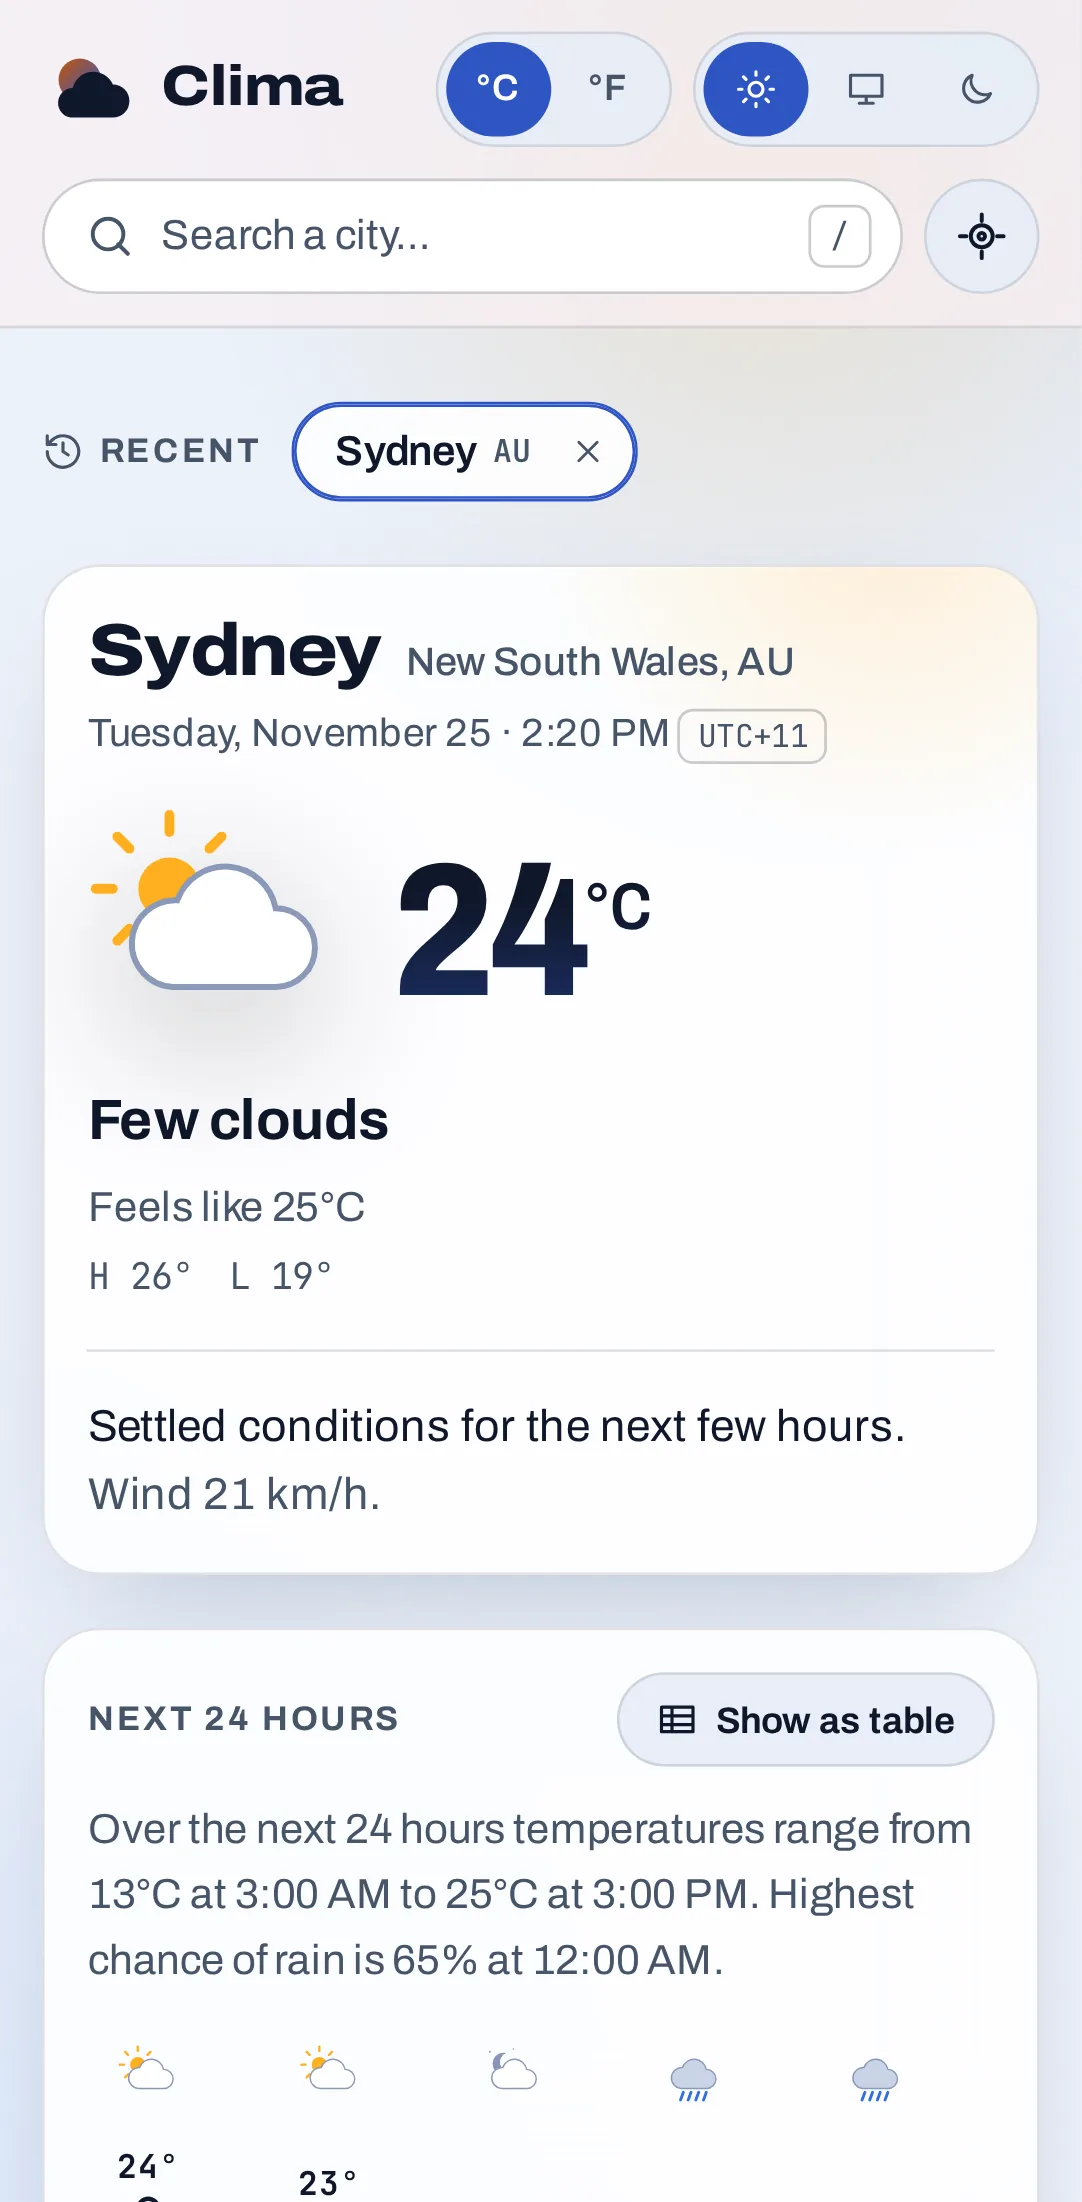 Clima °C °F
Search a city... /
RECENT Sydney AU
Sydney New South Wales, AU
Tuesday, November 25 · 2:20 PM UTC+11
24°C
Few clouds
Feels like 25°C
H 26° L 19°
Settled conditions for the next few hours.
Wind 21 km/h.
NEXT 24 HOURS Show as table
Over the next 24 hours temperatures range from
13°C at 3:00 AM to 25°C at 3:00 PM. Highest
chance of rain is 65% at 12:00 AM.
24°
23°